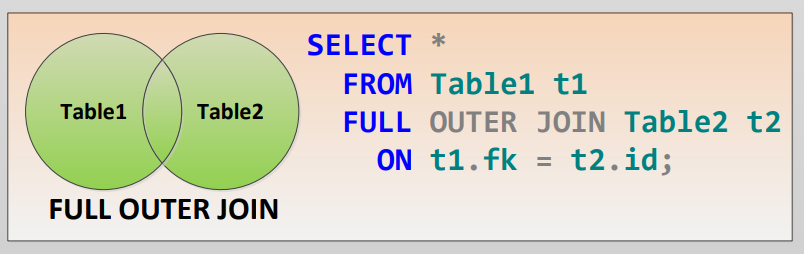 Table1
Table2
FULL OUTER JOIN
SELECT *
FROM Table1 t1
FULL OUTER JOIN Table2 t2
ON t1.fk = t2.id;